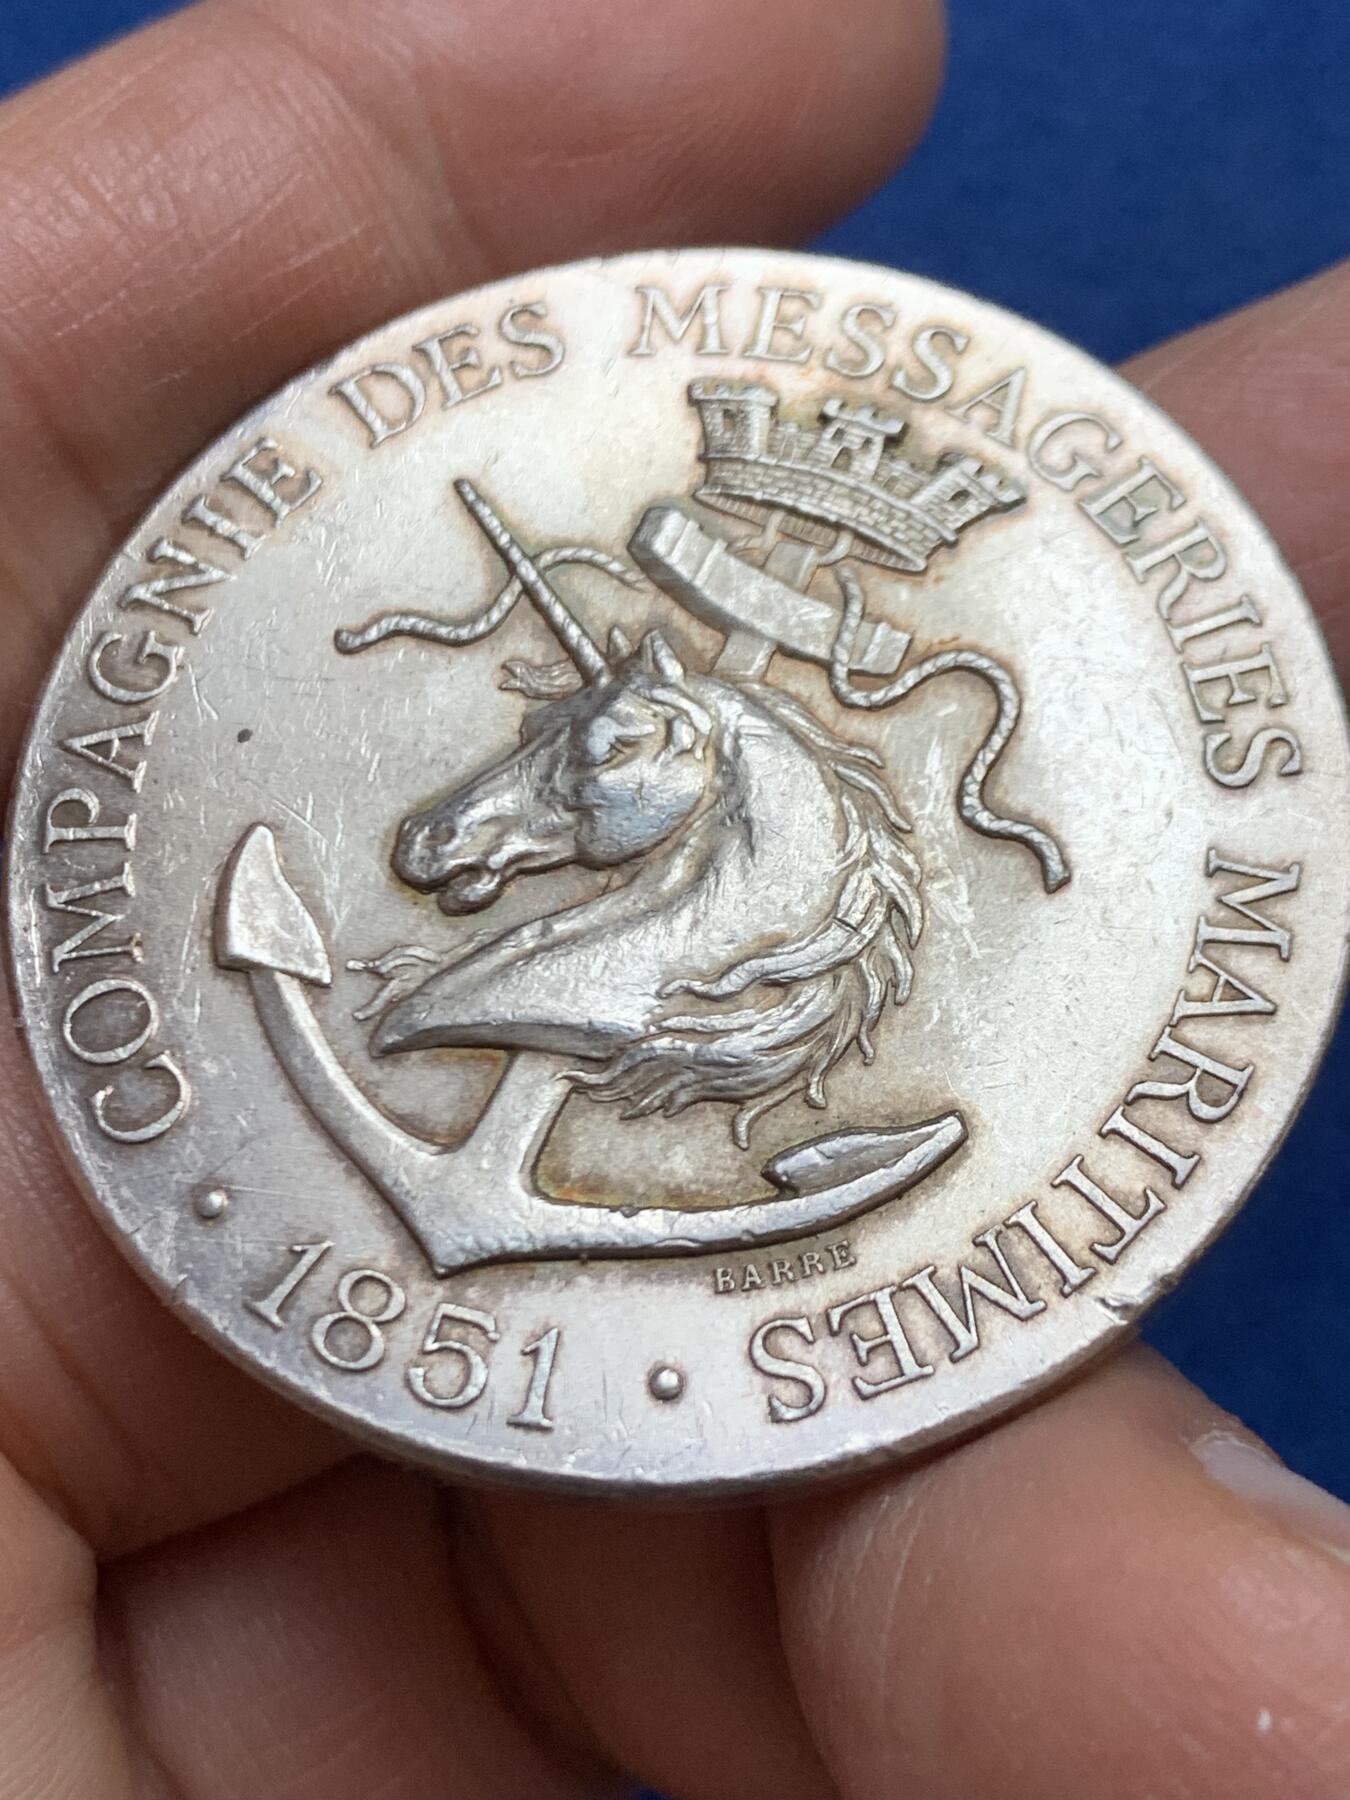 COMPAGNIE DES MESSAGERIES MARITIMES
• 1851 •
BARRE